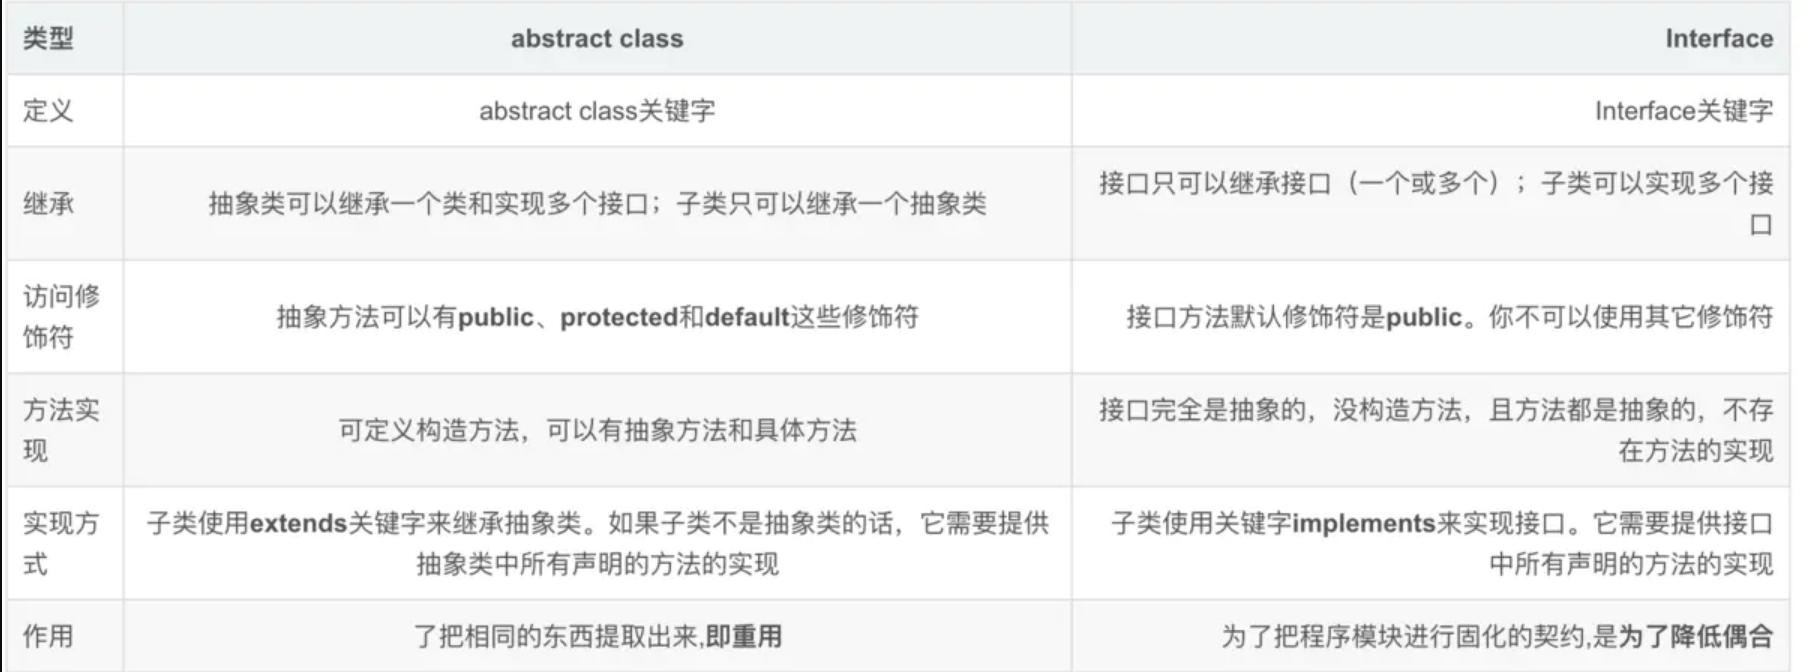 类型
abstract class
Interface
定义
abstract class关键字
Interface关键字
继承
抽象类可以继承一个类和实现多个接口；子类只可以继承一个抽象类
接口只可以继承接口（一个或多个）；子类可以实现多个接
口
访问修
饰符
抽象方法可以有public、protected和default这些修饰符
接口方法默认修饰符是public。你不可以使用其它修饰符
方法实
现
可定义构造方法，可以有抽象方法和具体方法
接口完全是抽象的，没构造方法，且方法都是抽象的，不存
在方法的实现
实现方
式
子类使用extends关键字来继承抽象类。如果子类不是抽象类的话，它需要提供
抽象类中所有声明的方法的实现
子类使用关键字implements来实现接口。它需要提供接口
中所有声明的方法的实现
作用
了把相同的东西提取出来,即重用
为了把程序模块进行固化的契约,是为了降低偶合